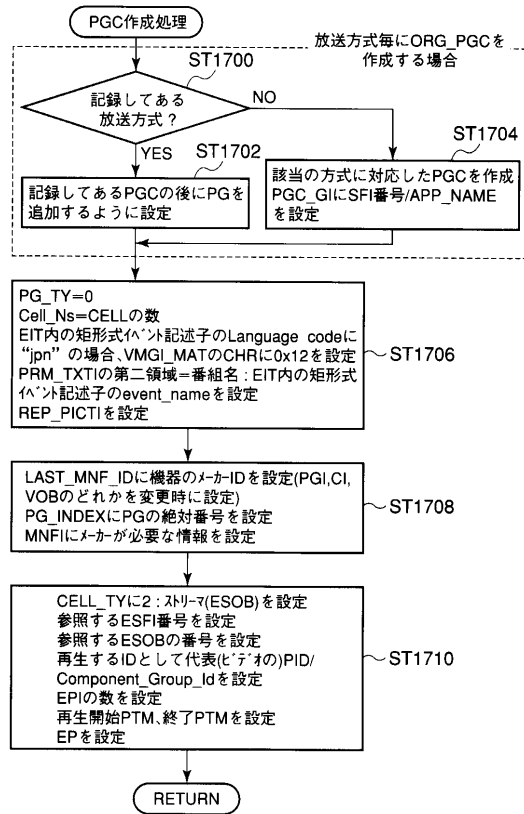 PGC作成処理
放送方式毎にORG_PGCを
作成する場合
ST1700
記録してある
放送方式？
NO
YES
ST1702
ST1704
記録してあるPGCの後にPGを
追加するように設定
該当の方式に対応したPGCを作成
PGC_GIにSFI番号/APP_NAME
を設定
PG_TY=0
Cell_Ns=CELLの数
EIT内の矩形式ｲﾍﾞﾝﾄ記述子のLanguage codeに
“jpn”の場合、VMGI_MATのCHRに0x12を設定
PRM_TXTIの第二領域=番組名：EIT内の矩形式
ｲﾍﾞﾝﾄ記述子のevent_nameを設定
REP_PICTIを設定
ST1706
LAST_MNF_IDに機器のﾒｰｶｰIDを設定(PGI,CI,
VOBのどれかを変更時に設定)
PG_INDEXにPGの絶対番号を設定
MNFIにﾒｰｶｰが必要な情報を設定
ST1708
CELL_TYに2：ｽﾄﾘｰﾏ(ESOB)を設定
参照するESFI番号を設定
参照するESOBの番号を設定
再生するIDとして代表(ﾋﾞﾃﾞｵの)PID/
Component_Group_Idを設定
EPIの数を設定
再生開始PTM、終了PTMを設定
EPを設定
ST1710
RETURN